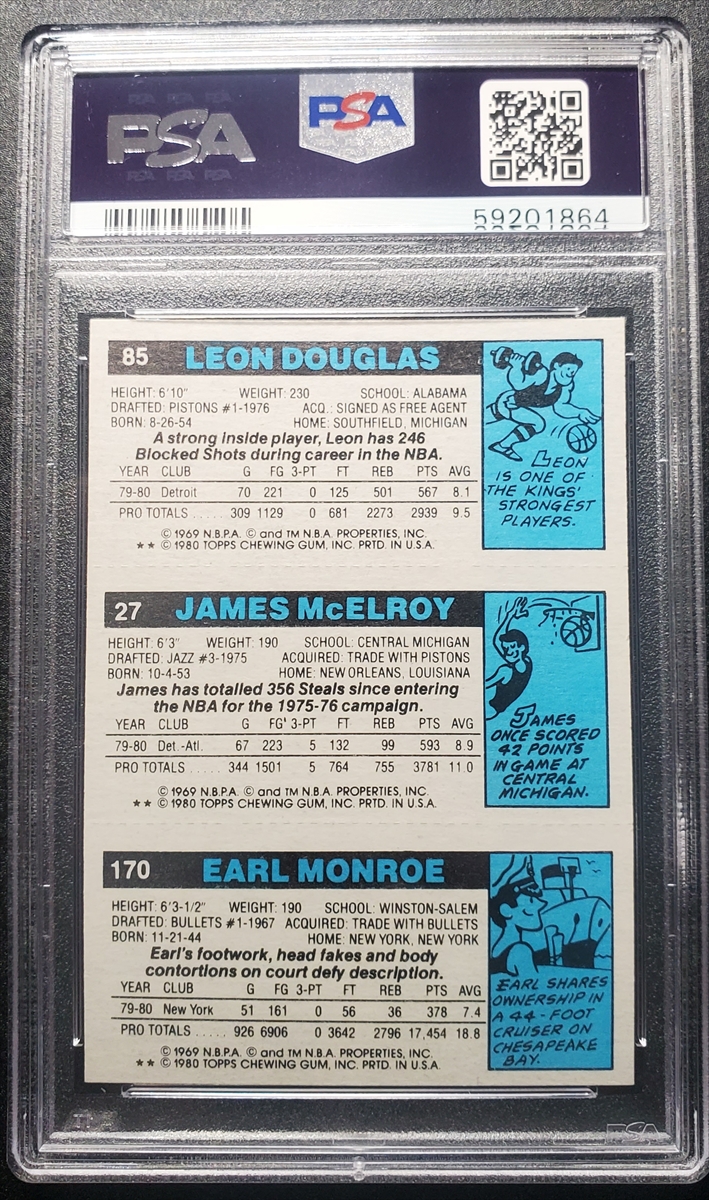 PSA PSA PSA
PSA PSA
PSA PSA PSA
59201864
85 LEON DOUGLAS
HEIGHT: 6'10" WEIGHT: 230 SCHOOL: ALABAMA
DRAFTED: PISTONS #1-1976 ACQ.: SIGNED AS FREE AGENT
BORN: 8-26-54 HOME: SOUTHFIELD, MICHIGAN
A strong inside player, Leon has 246
Blocked Shots during career in the NBA.
YEAR CLUB G FG 3-PT FT REB PTS AVG
79-80 Detroit 70 221 0 125 501 567 8.1
PRO TOTALS ..... 309 1129 0 681 2273 2939 9.5
© 1969 N.B.P.A. © and TM N.B.A. PROPERTIES, INC.
★★ © 1980 TOPPS CHEWING GUM, INC. PRTD. IN U.S.A.
LEON
IS ONE OF
THE KINGS'
STRONGEST
PLAYERS.
27 JAMES McELROY
HEIGHT: 6'3" WEIGHT: 190 SCHOOL: CENTRAL MICHIGAN
DRAFTED: JAZZ #3-1975 ACQUIRED: TRADE WITH PISTONS
BORN: 10-4-53 HOME: NEW ORLEANS, LOUISIANA
James has totalled 356 Steals since entering
the NBA for the 1975-76 campaign.
YEAR CLUB G FG' 3-PT FT REB PTS AVG
79-80 Det.-Atl. 67 223 5 132 99 593 8.9
PRO TOTALS ..... 344 1501 5 764 755 3781 11.0
© 1969 N.B.P.A. © and TM N.B.A. PROPERTIES, INC.
★★ © 1980 TOPPS CHEWING GUM, INC. PRTD. IN U.S.A.
JAMES
ONCE SCORED
42 POINTS
IN GAME AT
CENTRAL
MICHIGAN.
170 EARL MONROE
HEIGHT: 6'3-1/2" WEIGHT: 190 SCHOOL: WINSTON-SALEM
DRAFTED: BULLETS #1-1967 ACQUIRED: TRADE WITH BULLETS
BORN: 11-21-44 HOME: NEW YORK, NEW YORK
Earl's footwork, head fakes and body
contortions on court defy description.
YEAR CLUB G FG 3-PT FT REB PTS AVG
79-80 New York 51 161 0 56 36 378 7.4
PRO TOTALS ..... 926 6906 0 3642 2796 17,454 18.8
© 1969 N.B.P.A. © and TM N.B.A. PROPERTIES, INC.
★★ © 1980 TOPPS CHEWING GUM, INC. PRTD. IN U.S.A.
EARL SHARES
OWNERSHIP IN
A 44-FOOT
CRUISER ON
CHESAPEAKE
BAY.
PSA